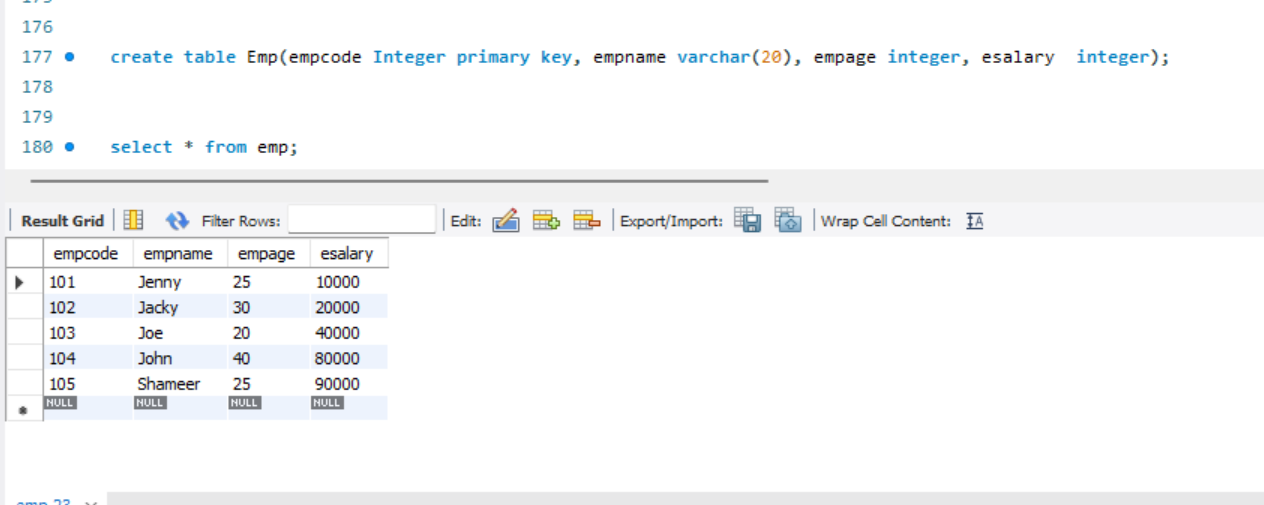 176
177 create table Emp(empcode Integer primary key, empname varchar(20), empage integer, esalary  integer);
178
179
180 select * from emp;
Result Grid Filter Rows: Edit: Export/Import: Wrap Cell Content: IA
empcode empname empage esalary
101 Jenny 25 10000
102 Jacky 30 20000
103 Joe 20 40000
104 John 40 80000
105 Shameer 25 90000
NULL NULL NULL NULL